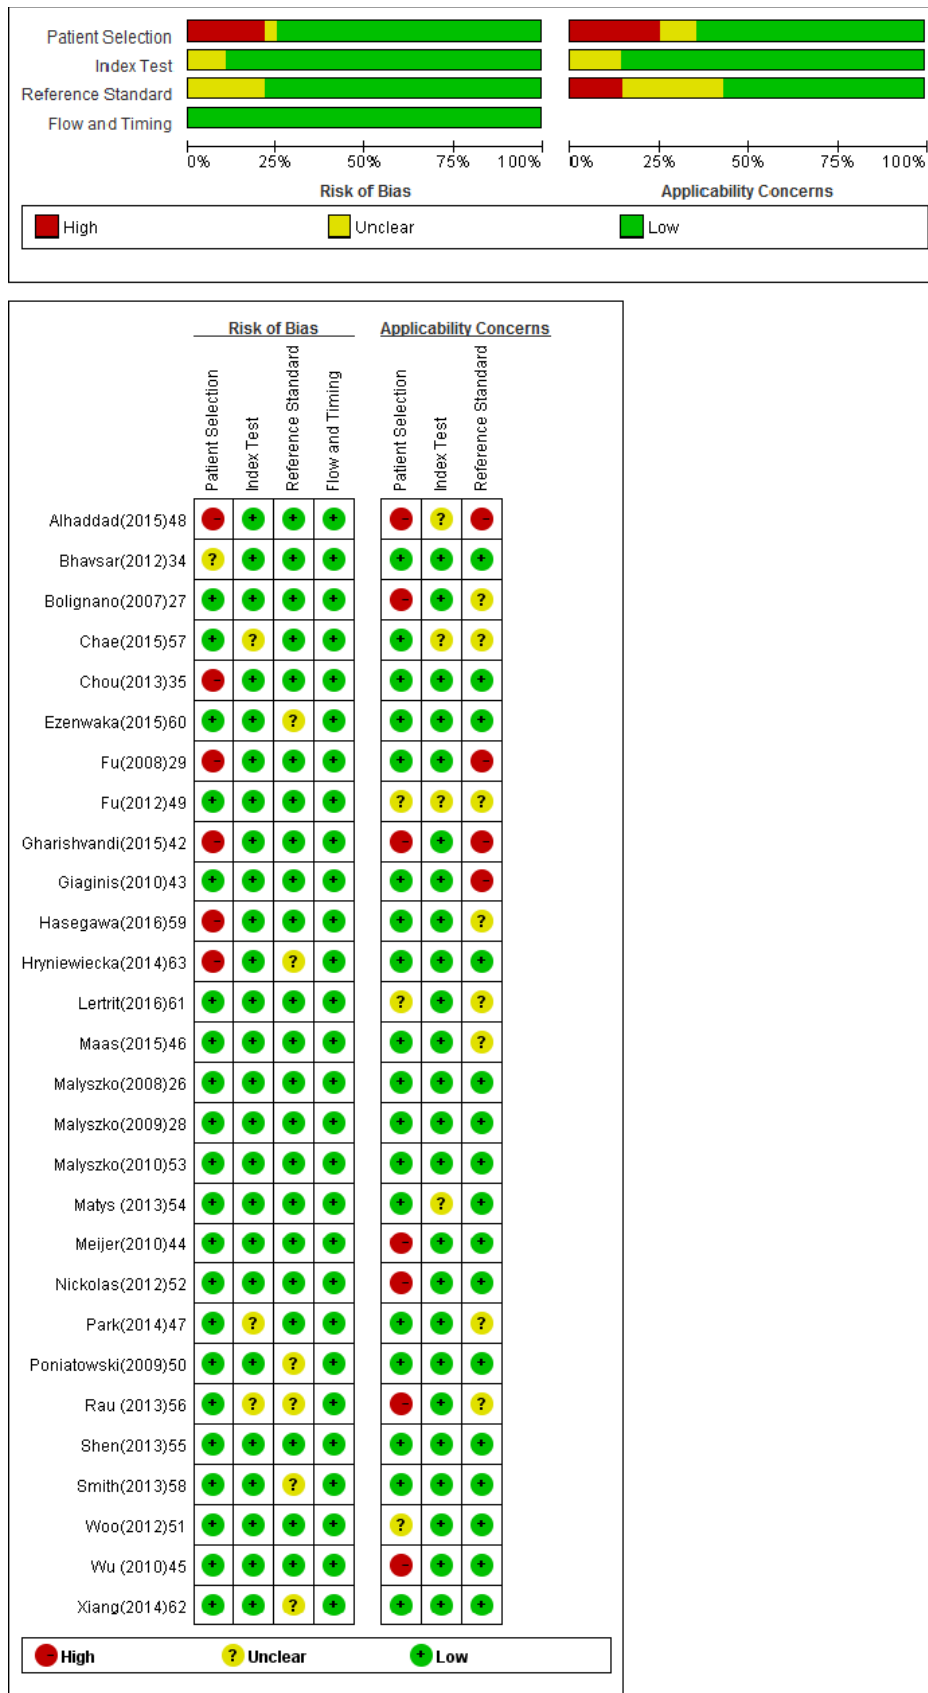 Patient Selection
Index Test
Reference Standard
Flow and Timing
0% 25% 50% 75% 100% 0% 25% 50% 75% 100%
Risk of Bias Applicability Concerns
High Unclear Low
Risk of Bias Applicability Concerns
Patient Selection Index Test Reference Standard Flow and Timing Patient Selection Index Test Reference Standard
Alhaddad(2015)48 - + + + - ? -
Bhavsar(2012)34 ? + + + + + +
Bolignano(2007)27 + + + + - + ?
Chae(2015)57 + ? + + + ? ?
Chou(2013)35 - + + + + + +
Ezenwaka(2015)60 + + ? + + + +
Fu(2008)29 - + + + + + -
Fu(2012)49 + + + + ? ? ?
Gharishvandi(2015)42 - + + + - + -
Giaginis(2010)43 + + + + + + -
Hasegawa(2016)59 - + + + + + ?
Hryniewiecka(2014)63 - + ? + + + +
Lertrit(2016)61 + + + + ? + ?
Maas(2015)46 + + + + + + ?
Malyszko(2008)26 + + + + + + +
Malyszko(2009)28 + + + + + + +
Malyszko(2010)53 + + + + + + +
Matys (2013)54 + + + + + ? +
Meijer(2010)44 + + + + - + +
Nickolas(2012)52 + + + + - + +
Park(2014)47 + ? + + + + ?
Poniatowski(2009)50 + + ? + + + +
Rau (2013)56 + ? ? + - + ?
Shen(2013)55 + + + + + + +
Smith(2013)58 + + ? + + + +
Woo(2012)51 + + + + ? + +
Wu (2010)45 + + + + - + +
Xiang(2014)62 + + ? + + + +
- High ? Unclear + Low